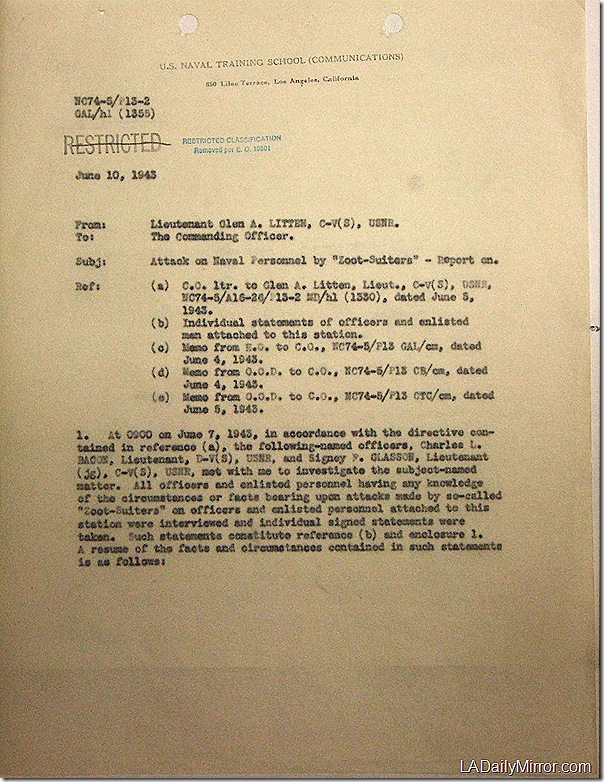 U.S. NAVAL TRAINING SCHOOL (COMMUNICATIONS)
850 Lilac Terrace, Los Angeles, California
NC74-5/P13-2
GAL/hl (1355)
RESTRICTED
RESTRICTED CLASSIFICATION
Removed per E. O. 10501
June 10, 1943
From: Lieutenant Glen A. LITTEN, C-V(S), USNR.
To: The Commanding Officer.
Subj: Attack on Naval Personnel by "Zoot-Suiters" - Report on.
Ref: (a) C.O. ltr. to Glen A. Litten, Lieut., C-V(S), USNR,
NC74-5/A16-26/P13-2 MD/hl (1330), dated June 5,
1943.
(b) Individual statements of officers and enlisted
men attached to this station.
(c) Memo from E.O. to C.O., NC74-5/P13 GAL/cm, dated
June 4, 1943.
(d) Memo from O.O.D. to C.O., NC74-5/P13 CB/cm, dated
June 4, 1943.
(e) Memo from O.O.D. to C.O., NC74-5/P13 CTC/cm, dated
June 5, 1943.
1. At 0900 on June 7, 1943, in accordance with the directive con-
tained in reference (a), the following-named officers, Charles L.
BACON, Lieutenant, D-V(S), USNR, and Signey F. GLASSON, Lieutenant
(jg), C-V(S), USNR, met with me to investigate the subject-named
matter. All officers and enlisted personnel having any knowledge
of the circumstances or facts bearing upon attacks made by so-called
"Zoot-Suiters" on officers and enlisted personnel attached to this
station were interviewed and individual signed statements were
taken. Such statements constitute reference (b) and enclosure 1.
A resume of the facts and circumstances contained in such statements
is as follows:
LADailyMirror.com